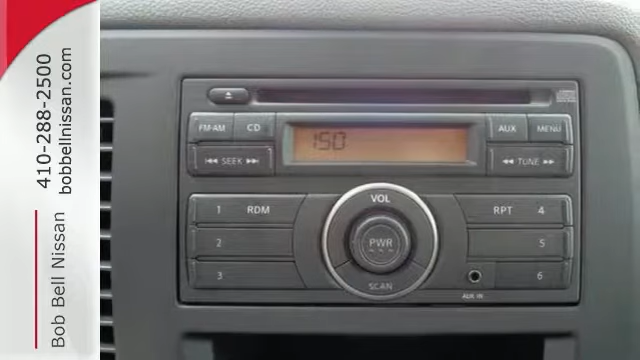 410-288-2500
bobbellnissan.com
Bob Bell Nissan
FM·AM CD
150
AUX MENU
SEEK
TUNE
1 RDM
VOL
RPT 4
2
PWR
5
3
SCAN
6
AUX IN